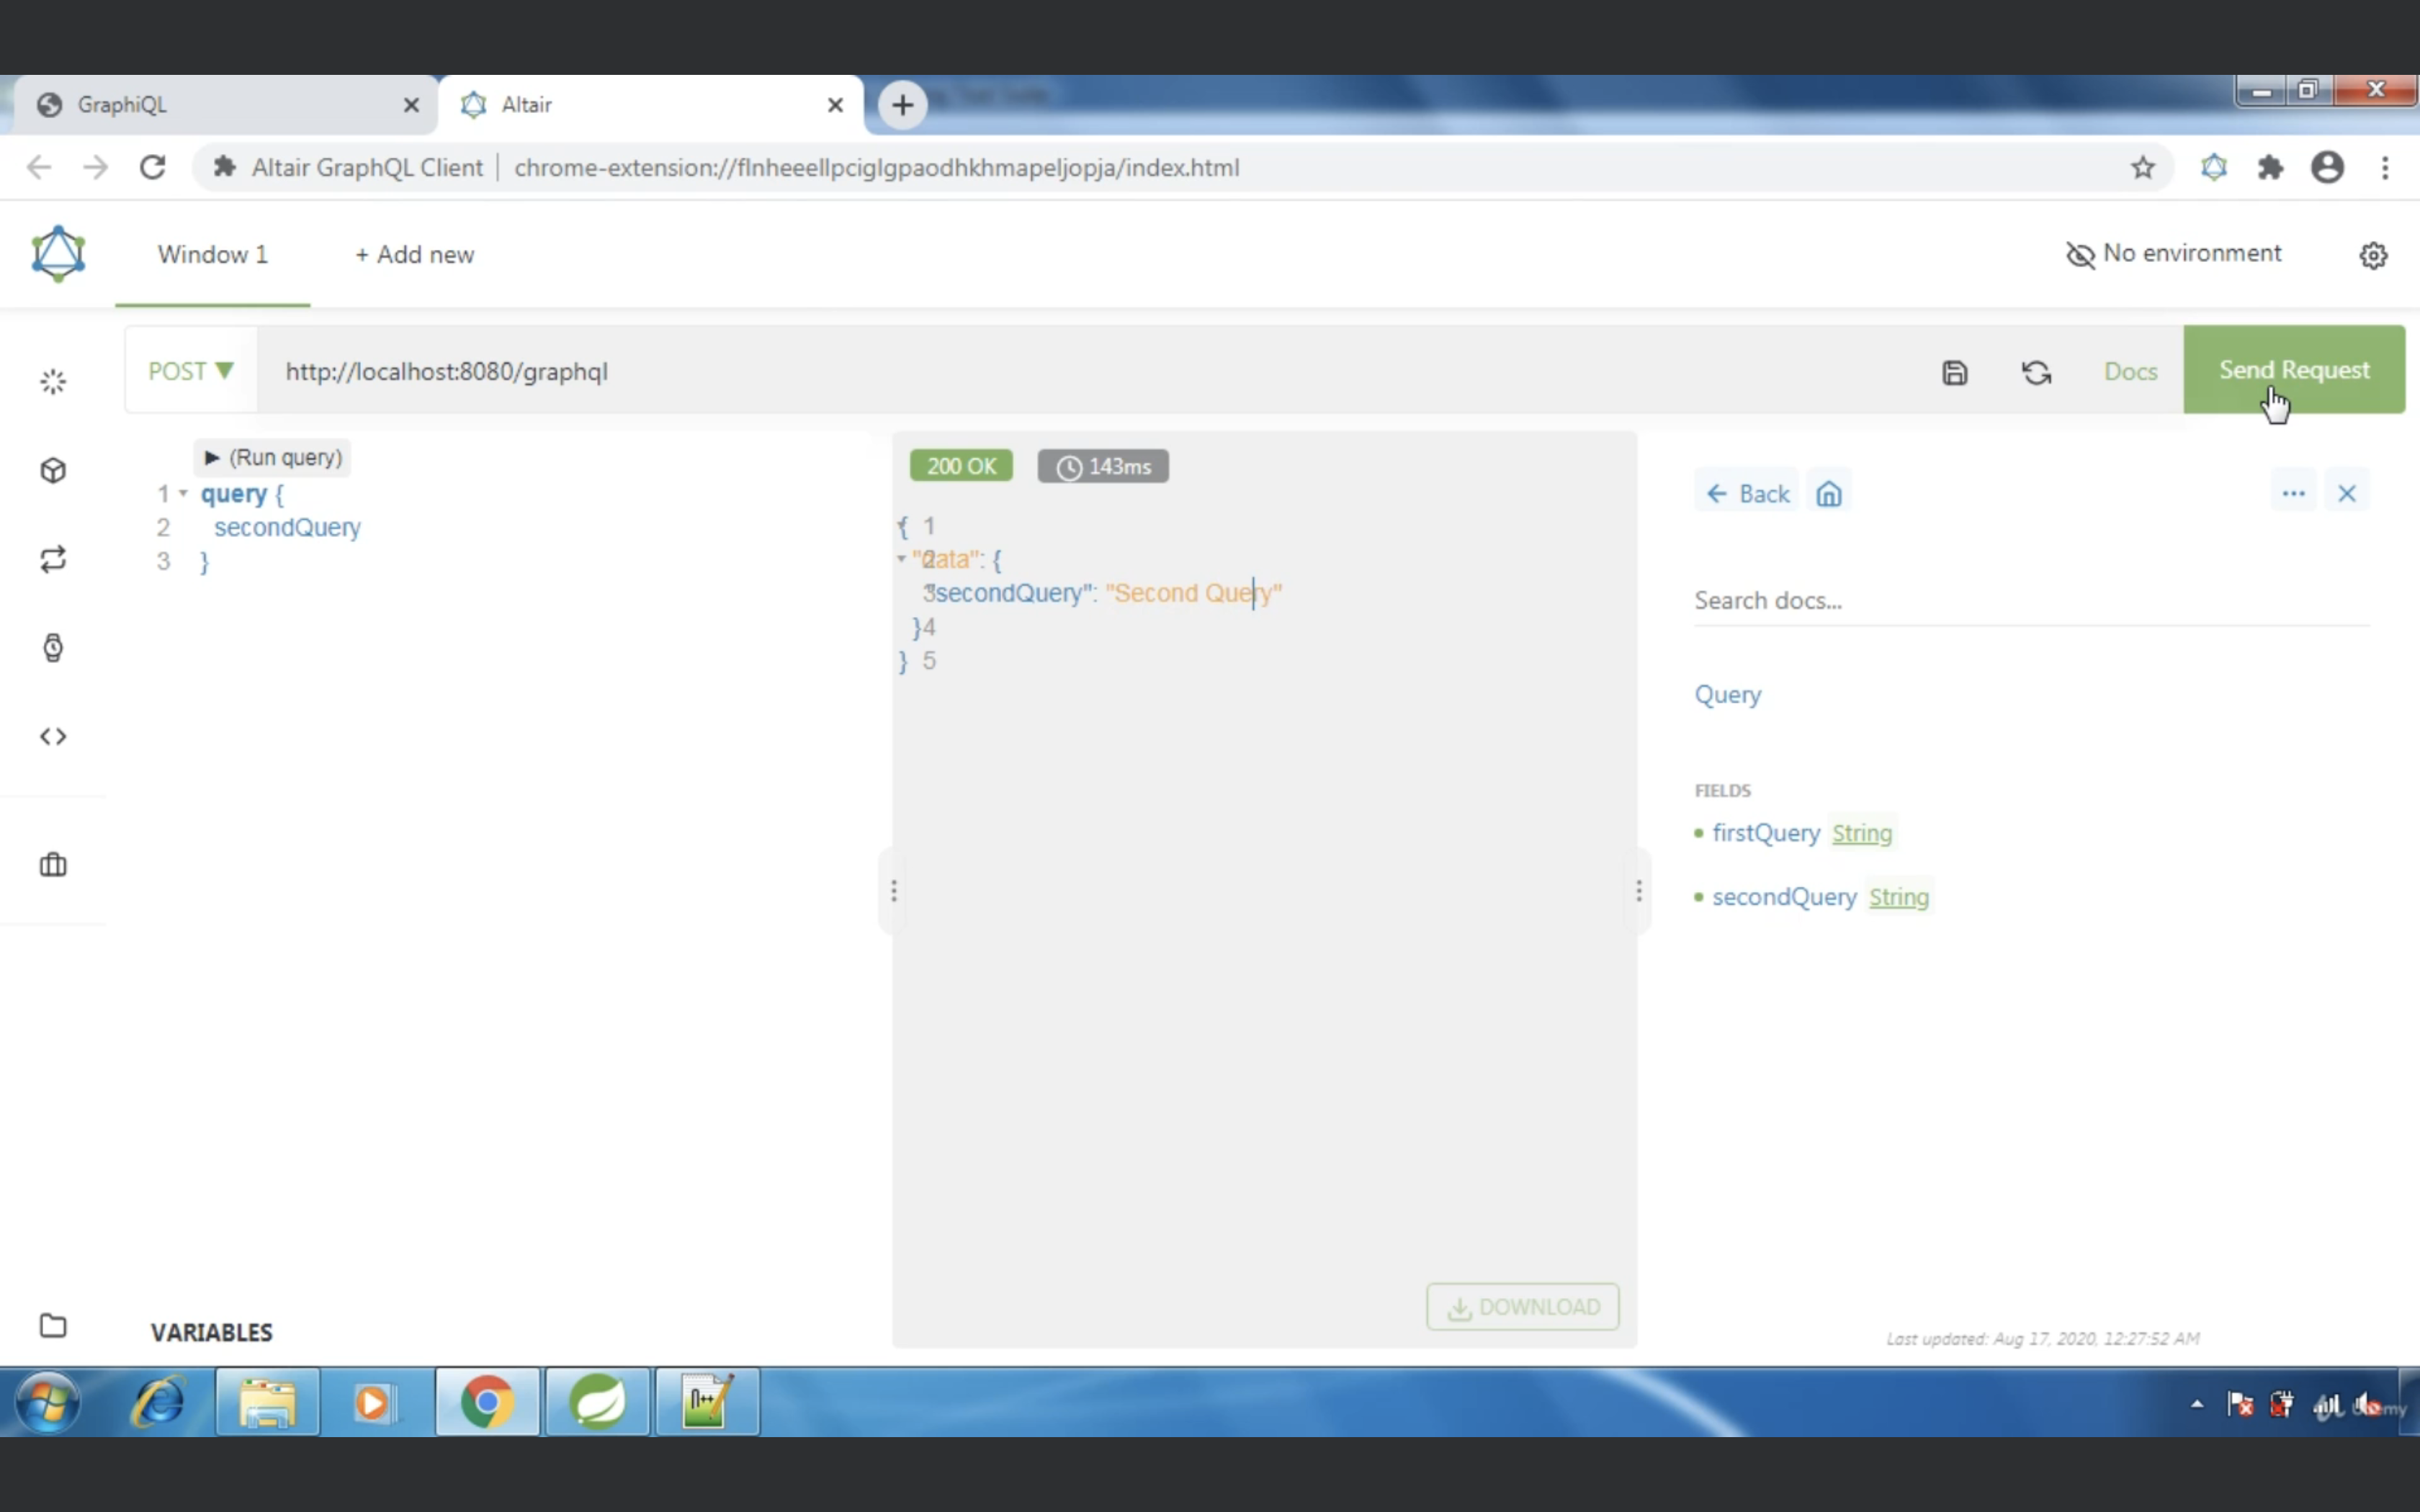 GraphiQL
Altair
Altair GraphQL Client
chrome-extension://flnheeellpciglgpaodhkhmapeljopja/index.html
Window 1
+ Add new
No environment
POST
http://localhost:8080/graphql
Docs
Send Request
(Run query)
1 query {
2 secondQuery
3 }
200 OK
143ms
{ 1
"data": { 2
"secondQuery": "Second Query" 3
} 4
} 5
DOWNLOAD
Back
...
Search docs...
Query
FIELDS
firstQuery String
secondQuery String
VARIABLES
Last updated: Aug 17, 2020, 12:27:52 AM